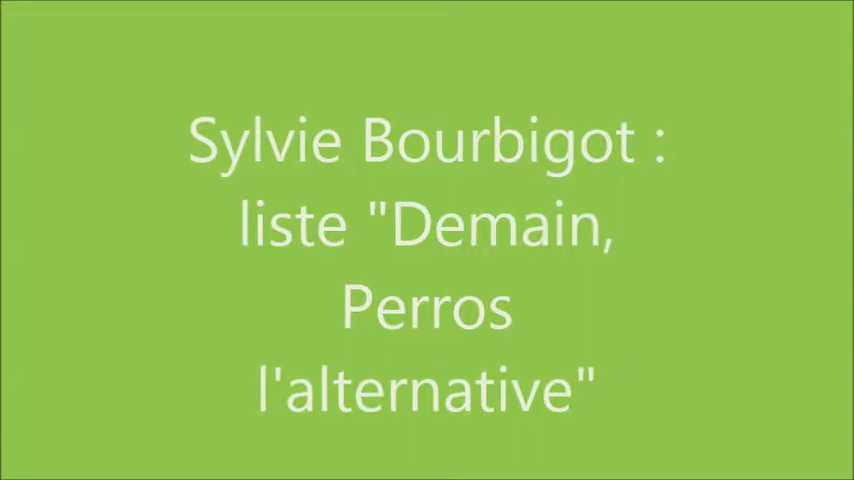 Sylvie Bourbigot :
liste "Demain,
Perros
l'alternative"